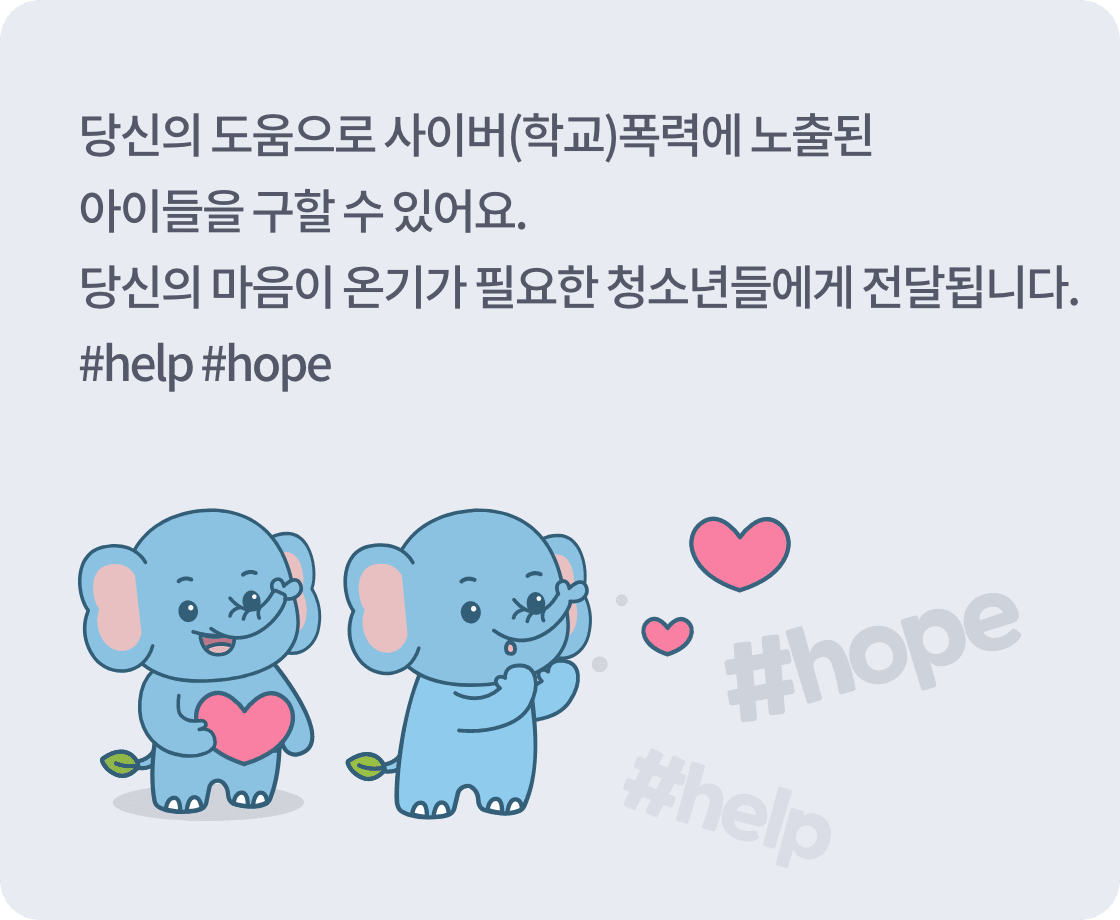 당신의 도움으로 사이버(학교)폭력에 노출된
아이들을 구할 수 있어요.
당신의 마음이 온기가 필요한 청소년들에게 전달됩니다.
#help #hope
#hope
#help